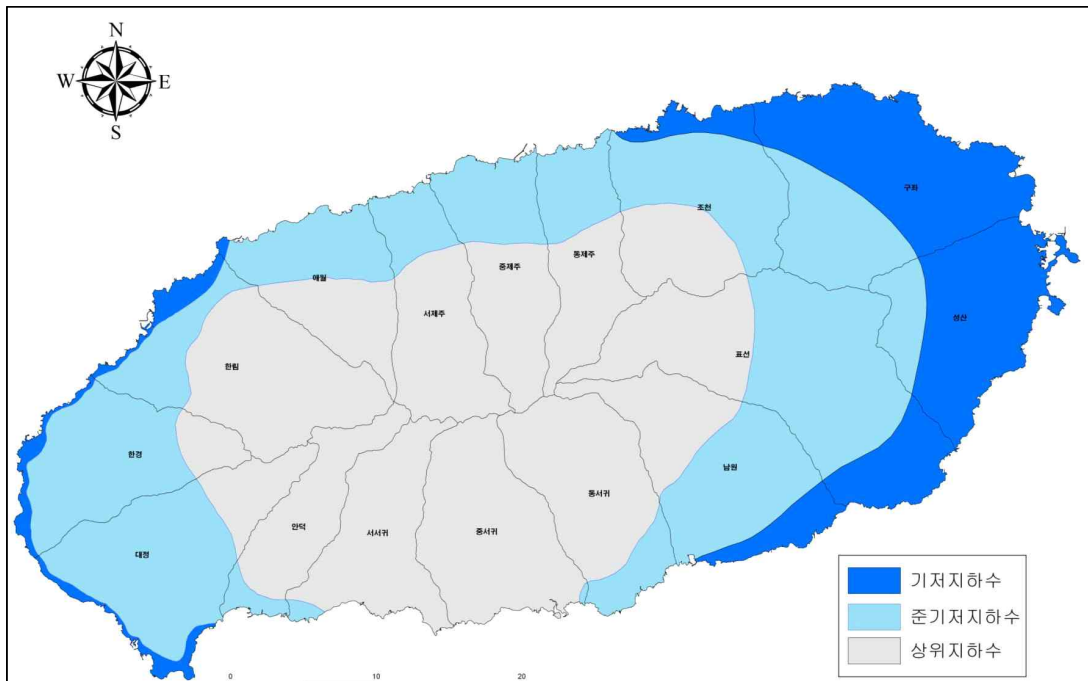 N
W E
S
구좌
조천
중제주
동제주
애월
서제주
성산
표선
한림
한경
남원
동서귀
안덕
서서귀
중서귀
대정
기저지하수
준기저지하수
상위지하수
0 10 20